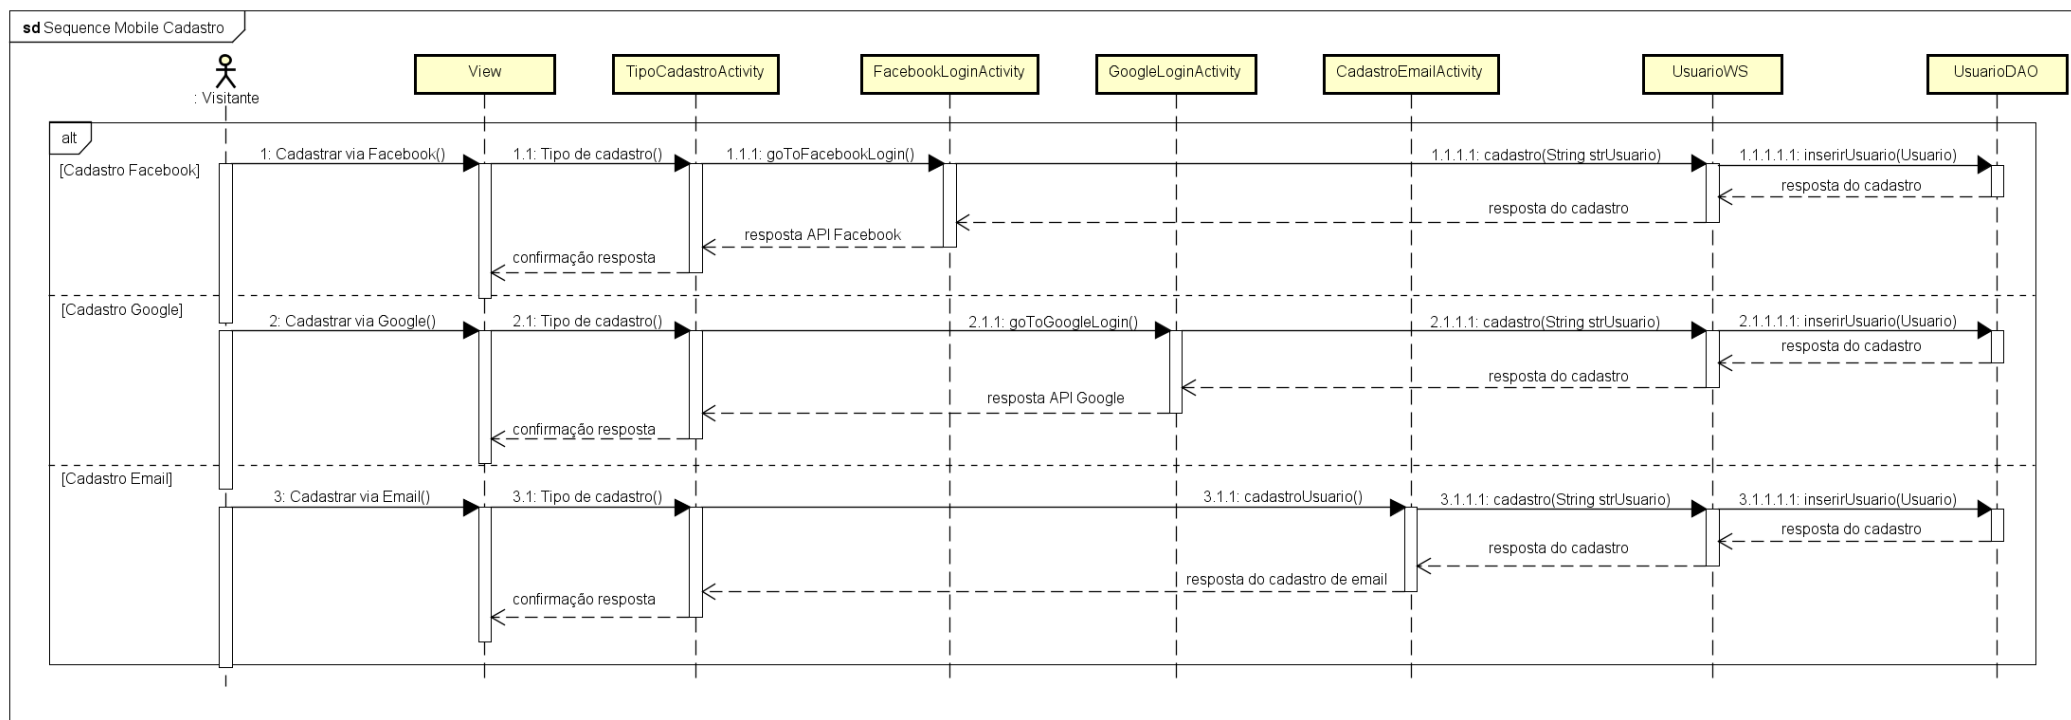 sd Sequence Mobile Cadastro
: Visitante
View
TipoCadastroActivity
FacebookLoginActivity
GoogleLoginActivity
CadastroEmailActivity
UsuarioWS
UsuarioDAO
alt
[Cadastro Facebook]
1: Cadastrar via Facebook()
1.1: Tipo de cadastro()
1.1.1: goToFacebookLogin()
1.1.1.1: cadastro(String strUsuario)
1.1.1.1.1: inserirUsuario(Usuario)
resposta do cadastro
resposta do cadastro
resposta API Facebook
confirmação resposta
[Cadastro Google]
2: Cadastrar via Google()
2.1: Tipo de cadastro()
2.1.1: goToGoogleLogin()
2.1.1.1: cadastro(String strUsuario)
2.1.1.1.1: inserirUsuario(Usuario)
resposta do cadastro
resposta do cadastro
resposta API Google
confirmação resposta
[Cadastro Email]
3: Cadastrar via Email()
3.1: Tipo de cadastro()
3.1.1: cadastroUsuario()
3.1.1.1: cadastro(String strUsuario)
3.1.1.1.1: inserirUsuario(Usuario)
resposta do cadastro
resposta do cadastro
resposta do cadastro de email
confirmação resposta